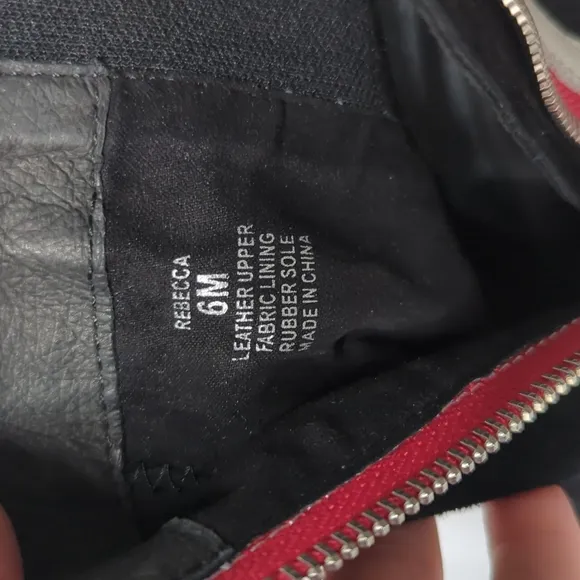 REBECCA
6M
LEATHER UPPER
FABRIC LINING
RUBBER SOLE
MADE IN CHINA